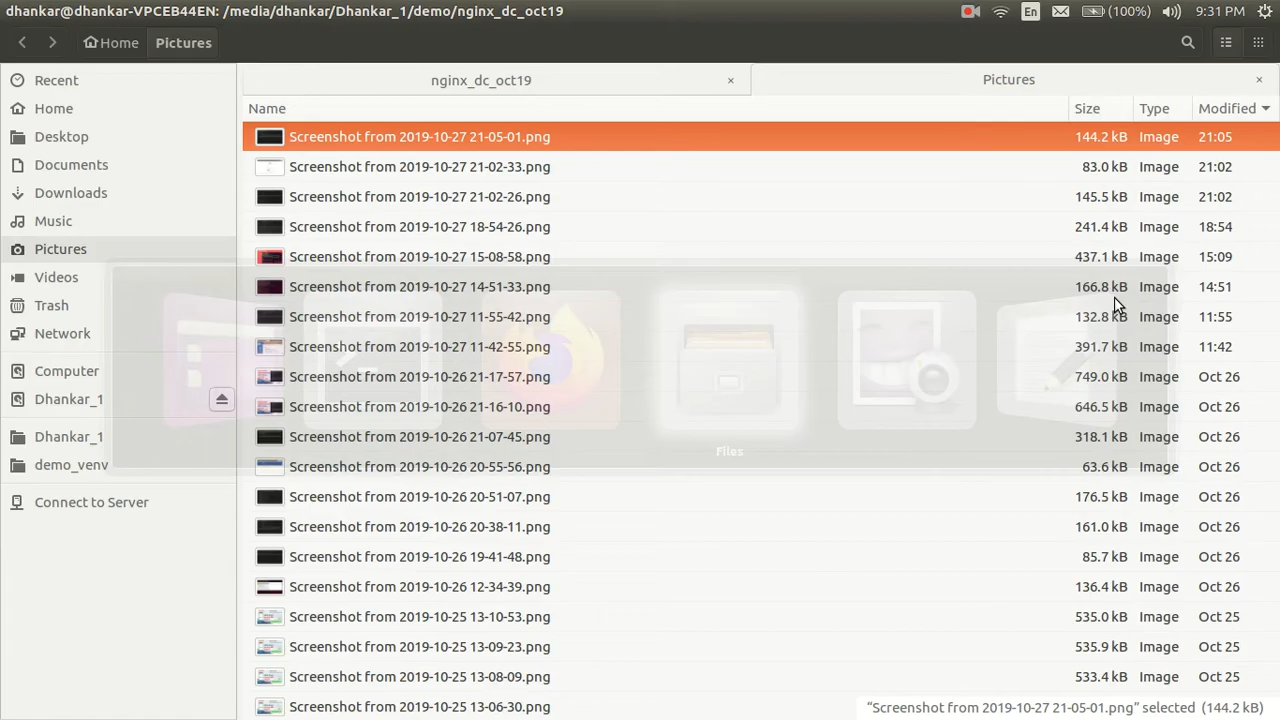 dhankar@dhankar-VPCEB44EN: /media/dhankar/Dhankar_1/demo/nginx_dc_oct19 En (100%) 9:31 PM
Home Pictures
nginx_dc_oct19 × Pictures ×
Name Size Type Modified
Recent
Home
Desktop
Documents
Downloads
Music
Pictures
Videos
Trash
Network
Computer
Dhankar_1
Dhankar_1
demo_venv
Connect to Server
Screenshot from 2019-10-27 21-05-01.png 144.2 kB Image 21:05
Screenshot from 2019-10-27 21-02-33.png 83.0 kB Image 21:02
Screenshot from 2019-10-27 21-02-26.png 145.5 kB Image 21:02
Screenshot from 2019-10-27 18-54-26.png 241.4 kB Image 18:54
Screenshot from 2019-10-27 15-08-58.png 437.1 kB Image 15:09
Screenshot from 2019-10-27 14-51-33.png 166.8 kB Image 14:51
Screenshot from 2019-10-27 11-55-42.png 132.8 kB Image 11:55
Screenshot from 2019-10-27 11-42-55.png 391.7 kB Image 11:42
Screenshot from 2019-10-26 21-17-57.png 749.0 kB Image Oct 26
Screenshot from 2019-10-26 21-16-10.png 646.5 kB Image Oct 26
Screenshot from 2019-10-26 21-07-45.png 318.1 kB Image Oct 26
Files
Screenshot from 2019-10-26 20-55-56.png 63.6 kB Image Oct 26
Screenshot from 2019-10-26 20-51-07.png 176.5 kB Image Oct 26
Screenshot from 2019-10-26 20-38-11.png 161.0 kB Image Oct 26
Screenshot from 2019-10-26 19-41-48.png 85.7 kB Image Oct 26
Screenshot from 2019-10-26 12-34-39.png 136.4 kB Image Oct 26
Screenshot from 2019-10-25 13-10-53.png 535.0 kB Image Oct 25
Screenshot from 2019-10-25 13-09-23.png 535.9 kB Image Oct 25
Screenshot from 2019-10-25 13-08-09.png 533.4 kB Image Oct 25
Screenshot from 2019-10-25 13-06-30.png
"Screenshot from 2019-10-27 21-05-01.png" selected (144.2 kB)